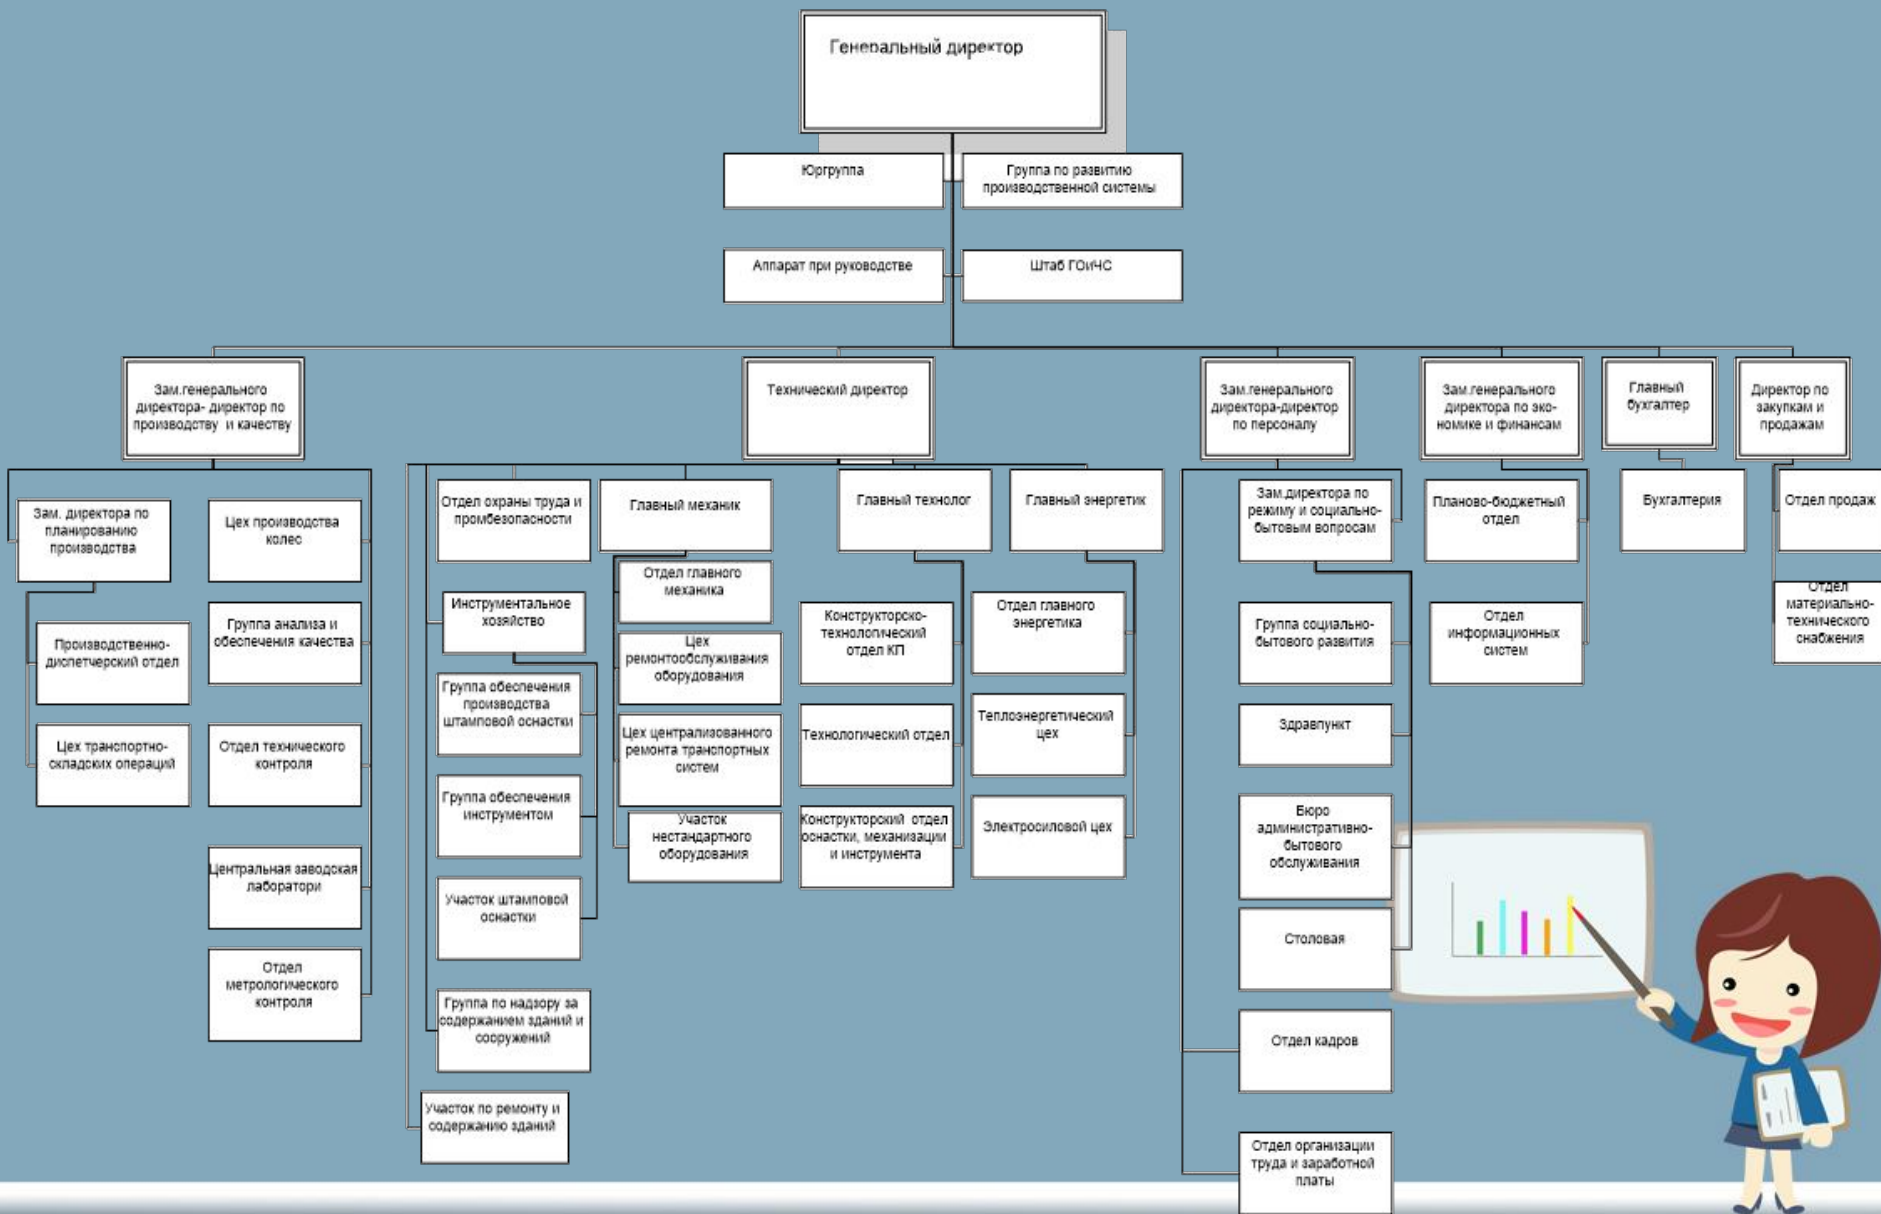 Генеральный директор
Юргруппа
Группа по развитию
производственной системы
Аппарат при руководстве
Штаб ГОиЧС
Зам.генерального
директора- директор по
производству и качеству
Технический директор
Зам.генерального
директора-директор
по персоналу
Зам.генерального
директора по эко-
номике и финансам
Главный
бухгалтер
Директор по
закупкам и
продажам
Зам. директора по
планированию
производства
Производственно-
диспетчерский отдел
Цех транспортно-
складских операций
Цех производства
колес
Группа анализа и
обеспечения качества
Отдел технического
контроля
Центральная заводская
лаборатори
Отдел
метрологического
контроля
Отдел охраны труда и
промбезопасности
Инструментальное
хозяйство
Группа обеспечения
производства
штамповой оснастки
Группа обеспечения
инструментом
Участок штамповой
оснастки
Группа по надзору за
содержанием зданий и
сооружений
Участок по ремонту и
содержанию зданий
Главный механик
Отдел главного
механика
Цех
ремонтообслуживания
оборудования
Цех централизованного
ремонта транспортных
систем
Участок
нестандартного
оборудования
Главный технолог
Конструкторско-
технологический
отдел КП
Технологический отдел
Конструкторский отдел
оснастки, механизации
и инструмента
Главный энергетик
Отдел главного
энергетика
Теплоэнергетический
цех
Электросиловой цех
Зам.директора по
режиму и социально-
бытовым вопросам
Группа социально-
бытового развития
Здравпункт
Бюро
административно-
бытового
обслуживания
Столовая
Отдел кадров
Отдел организации
труда и заработной
платы
Планово-бюджетный
отдел
Отдел
информационных
систем
Бухгалтерия
Отдел продаж
Отдел
материально-
технического
снабжения